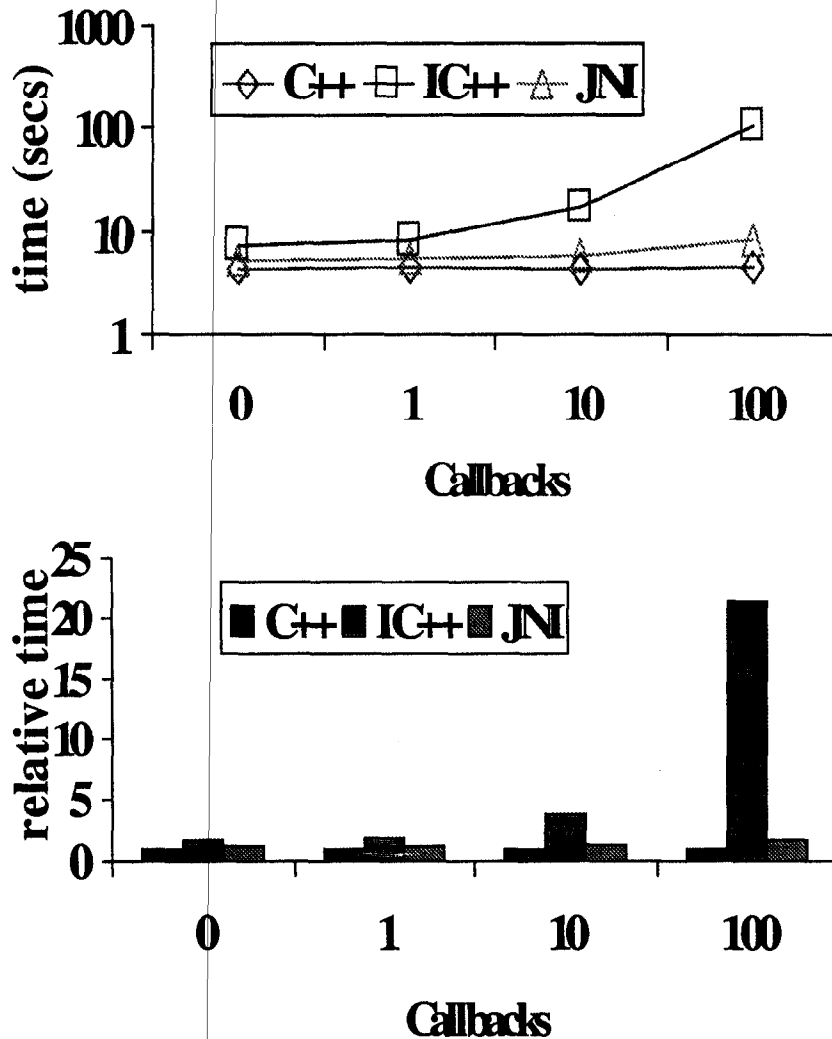 1000
100
10
1
time (secs)
C++ IC++ JNI
0 1 10 100
Callbacks
25
20
15
10
5
0
relative time
C++ IC++ JNI
0 1 10 100
Callbacks